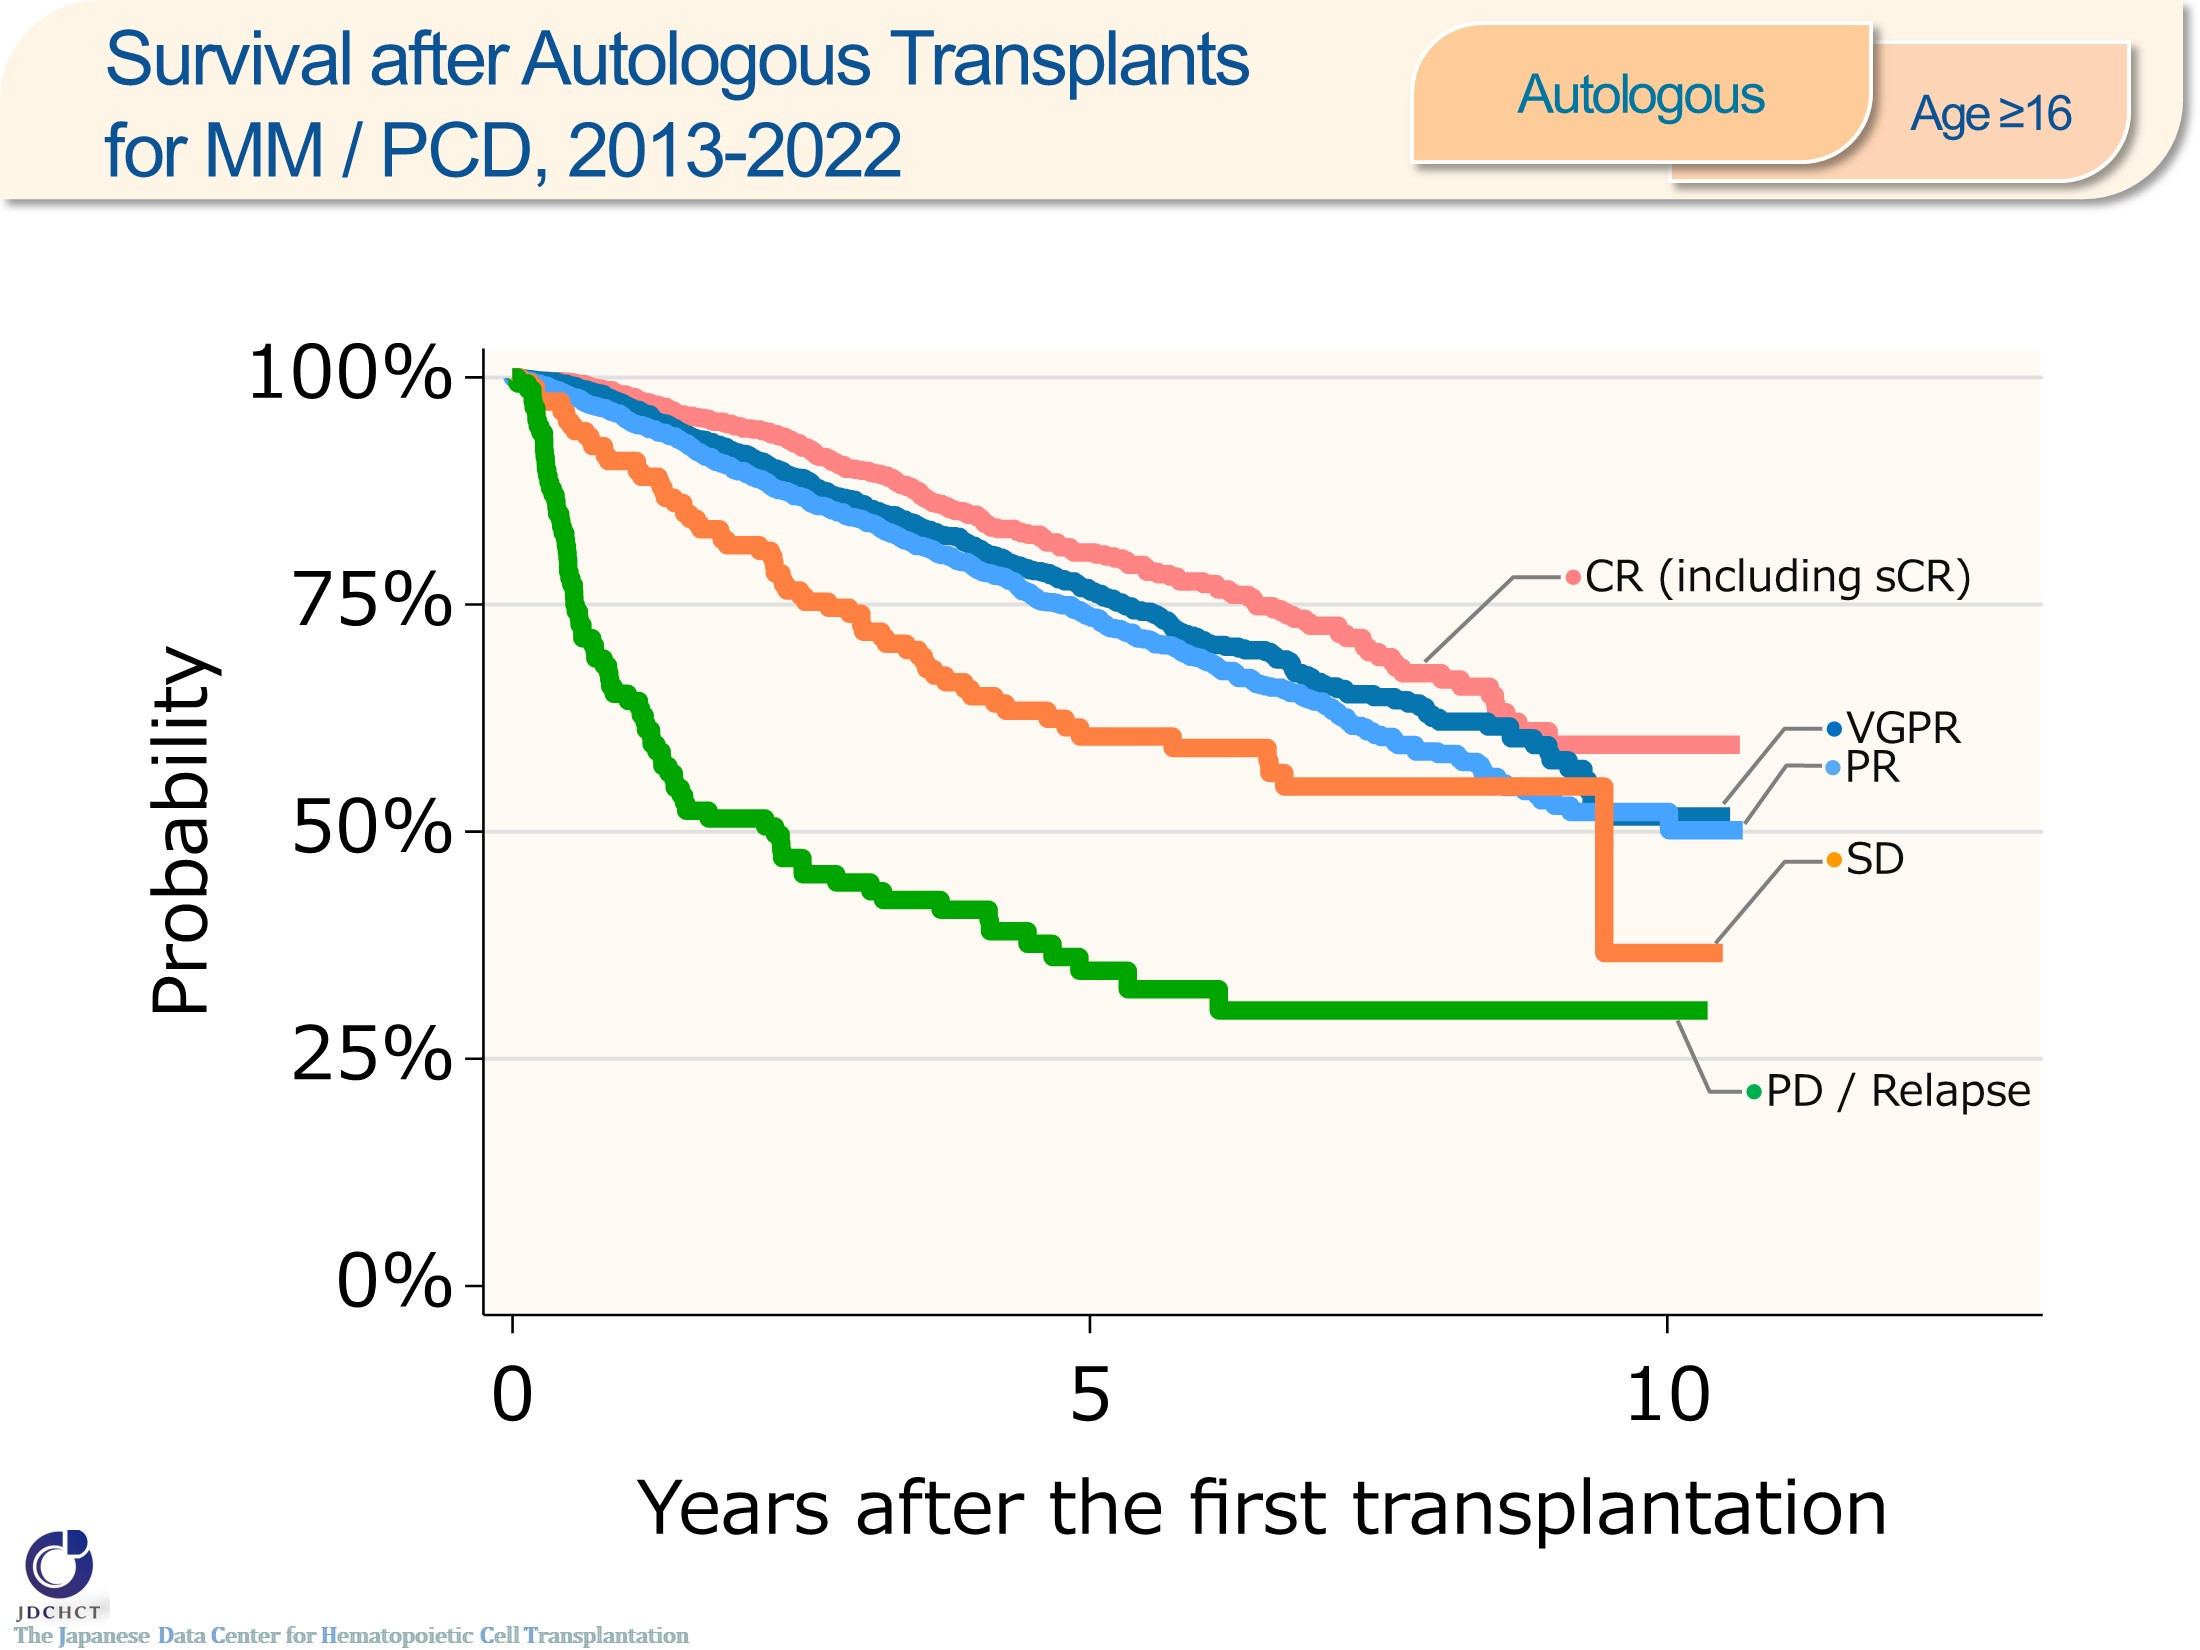 Survival after Autologous Transplants
for MM / PCD, 2013-2022
Autologous
Age ≥16
100%
75%
50%
25%
0%
Probability
CR (including sCR)
VGPR
PR
SD
PD / Relapse
0
5
10
Years after the first transplantation
JDCHCT
The Japanese Data Center for Hematopoietic Cell Transplantation